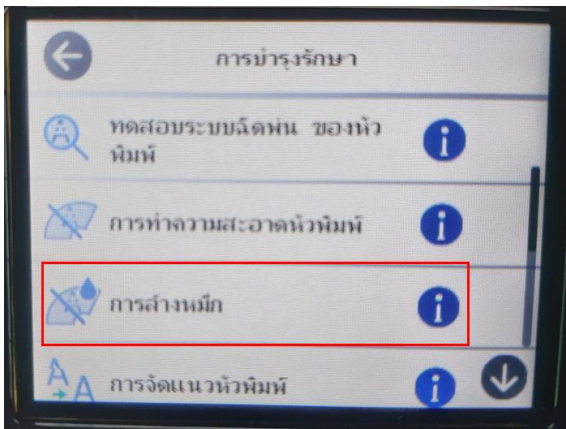 การบำรุงรักษา
ทดสอบระบบฉีดพ่น ของหัว
พิมพ์
การทำความสะอาดหัวพิมพ์
การล้างหมึก
การจัดแนวหัวพิมพ์